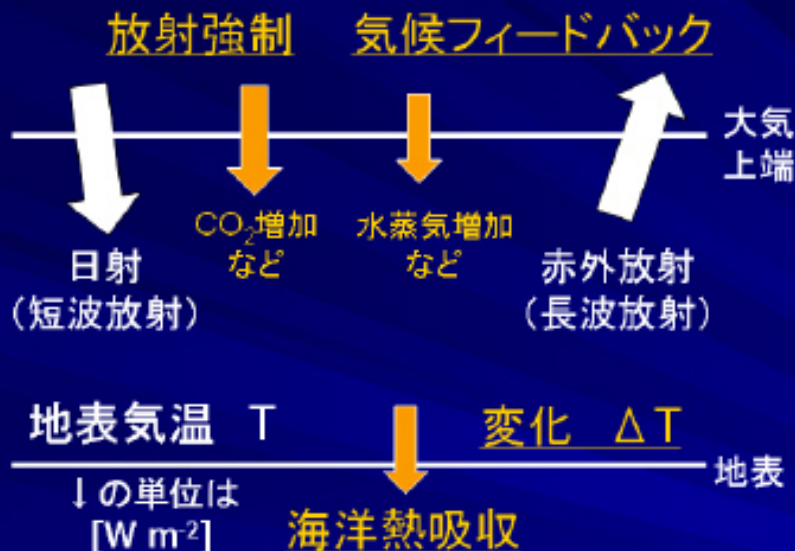 放射強制 気候フィードバック
大気
上端
CO₂増加
など
水蒸気増加
など
日射
(短波放射)
赤外放射
(長波放射)
地表気温 T
変化 ΔT
地表
↓の単位は
[W m⁻²]
海洋熱吸収